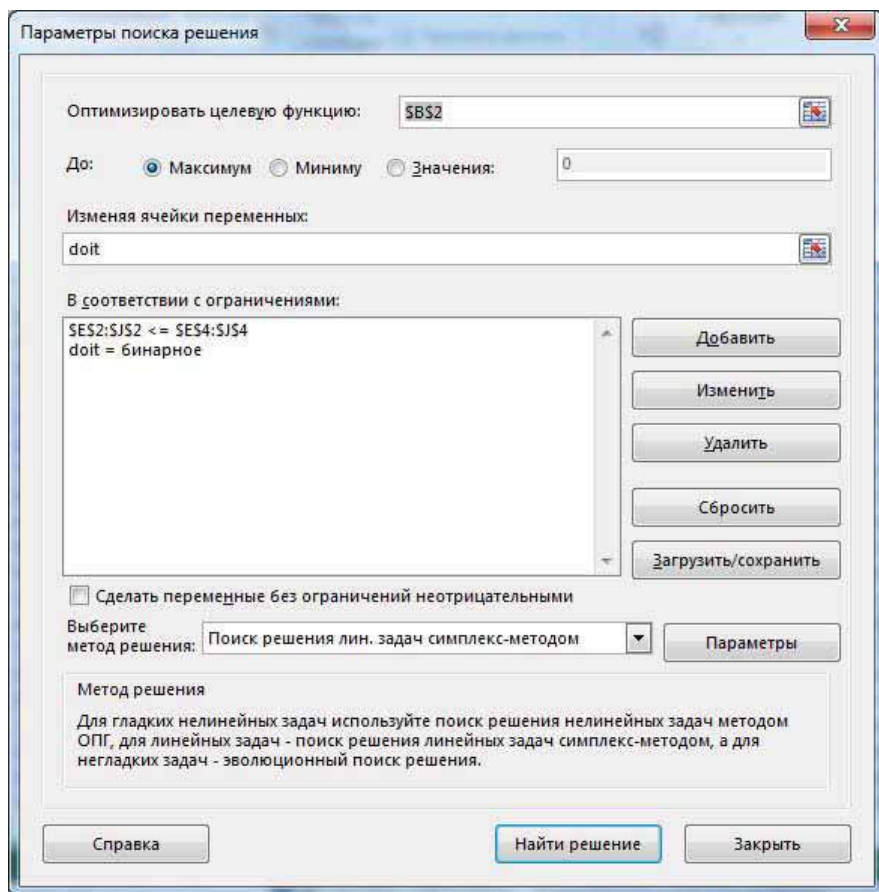 Параметры поиска решения
Оптимизировать целевую функцию: $B$2
До: Максимум Миниму Значения: 0
Изменяя ячейки переменных:
doit
В соответствии с ограничениями:
$E$2:$J$2 <= $E$4:$J$4
doit = бинарное
Добавить
Изменить
Удалить
Сбросить
Загрузить/сохранить
Сделать переменные без ограничений неотрицательными
Выберите
метод решения: Поиск решения лин. задач симплекс-методом Параметры
Метод решения
Для гладких нелинейных задач используйте поиск решения нелинейных задач методом
ОПГ, для линейных задач - поиск решения линейных задач симплекс-методом, а для
негладких задач - эволюционный поиск решения.
Справка Найти решение Закрыть